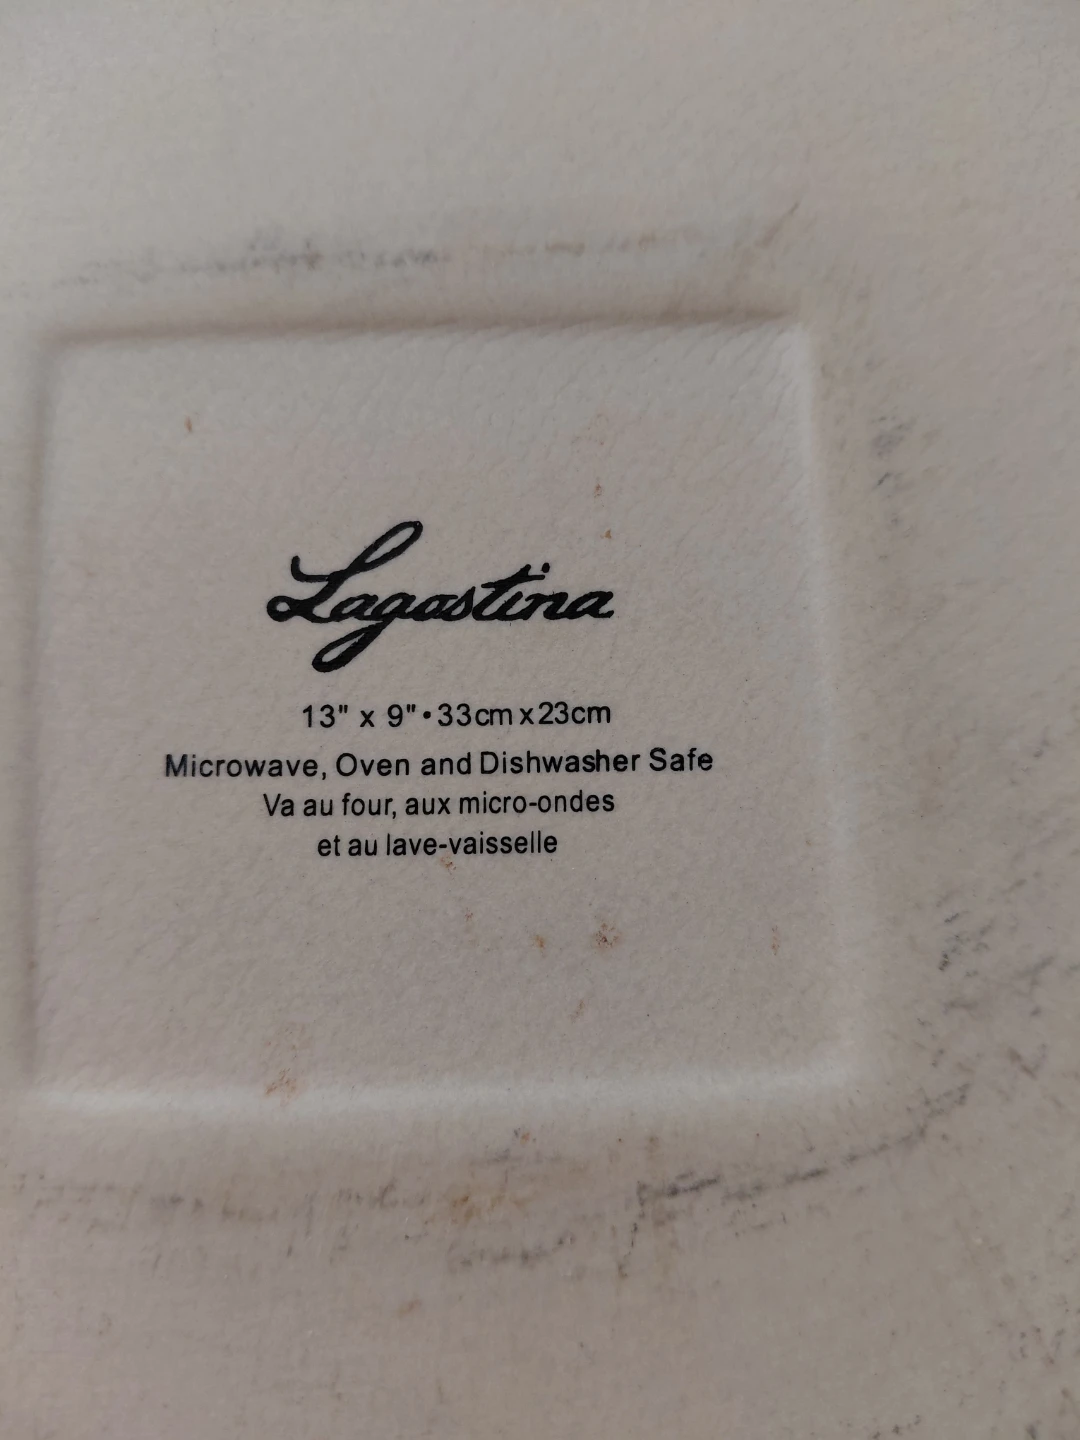 Lagostina
13" x 9"•33cm x 23cm
Microwave, Oven and Dishwasher Safe
Va au four, aux micro-ondes
et au lave-vaisselle